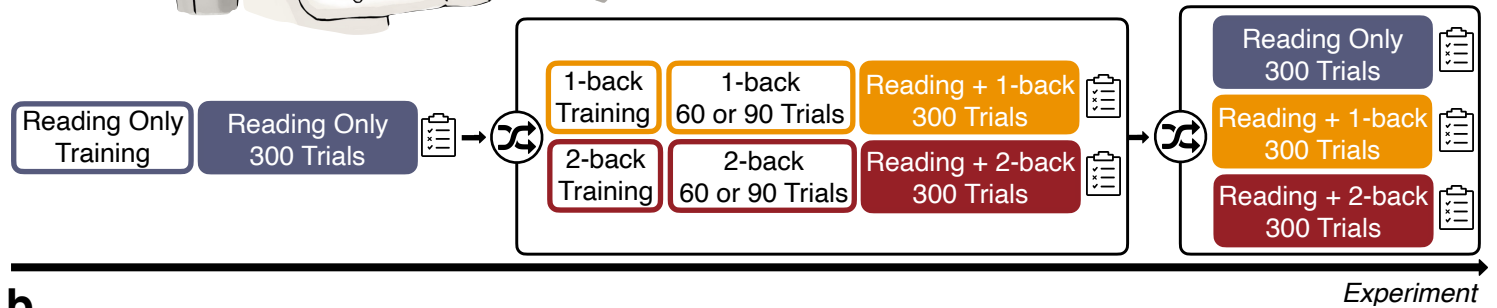 Reading Only
Training
Reading Only
300 Trials
1-back
Training
1-back
60 or 90 Trials
Reading + 1-back
300 Trials
2-back
Training
2-back
60 or 90 Trials
Reading + 2-back
300 Trials
Reading Only
300 Trials
Reading + 1-back
300 Trials
Reading + 2-back
300 Trials
Experiment
b